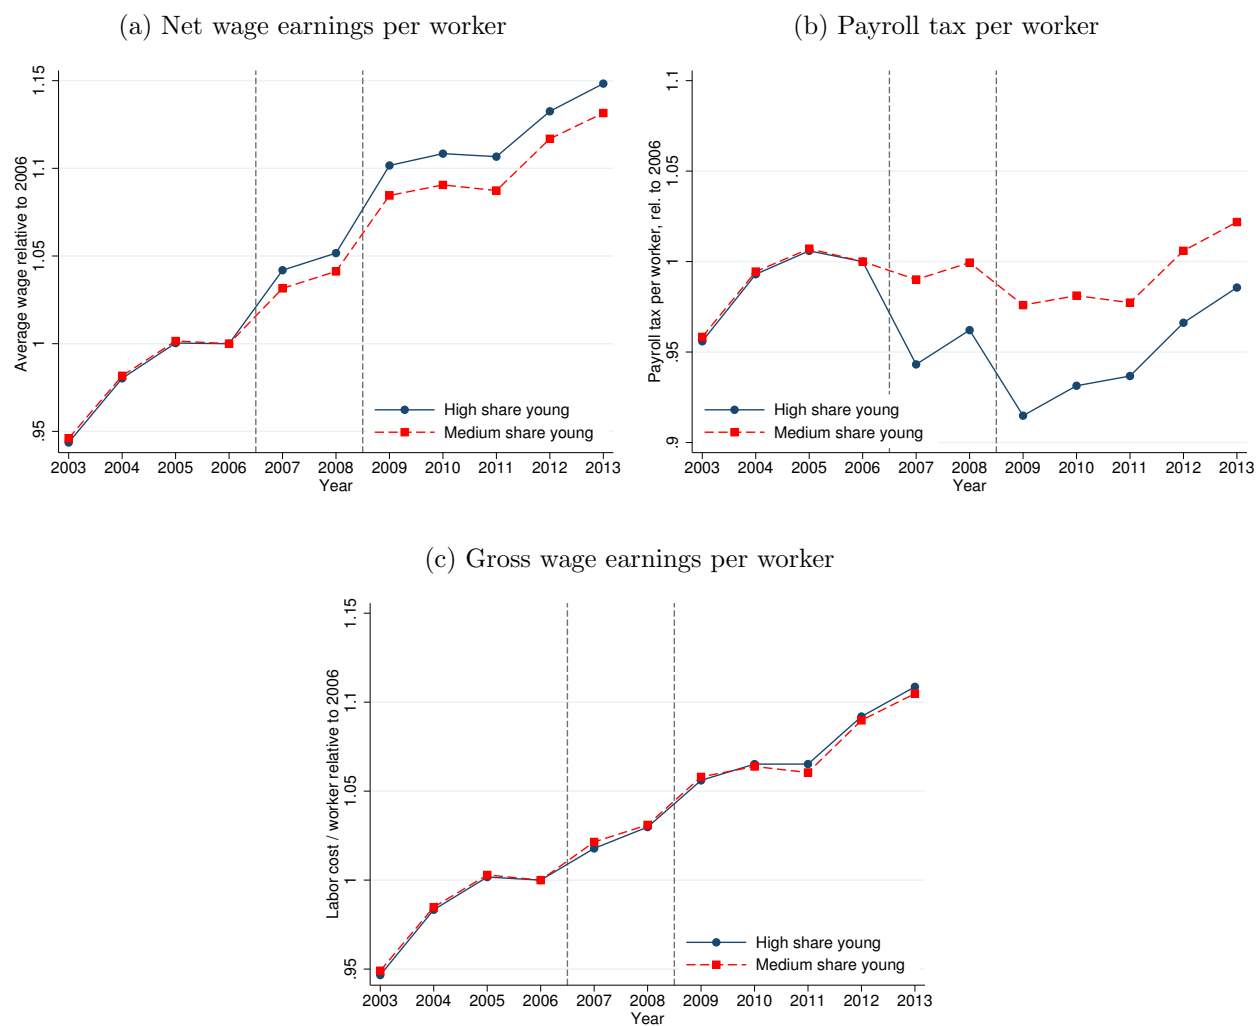 (a) Net wage earnings per worker
Average wage relative to 2006
1.15
1.1
1.05
1
.95
2003 2004 2005 2006 2007 2008 2009 2010 2011 2012 2013
Year
High share young
Medium share young
(b) Payroll tax per worker
Payroll tax per worker, rel. to 2006
1.1
1.05
1
.95
.9
2003 2004 2005 2006 2007 2008 2009 2010 2011 2012 2013
Year
High share young
Medium share young
(c) Gross wage earnings per worker
Labor cost / worker relative to 2006
1.15
1.1
1.05
1
.95
2003 2004 2005 2006 2007 2008 2009 2010 2011 2012 2013
Year
High share young
Medium share young